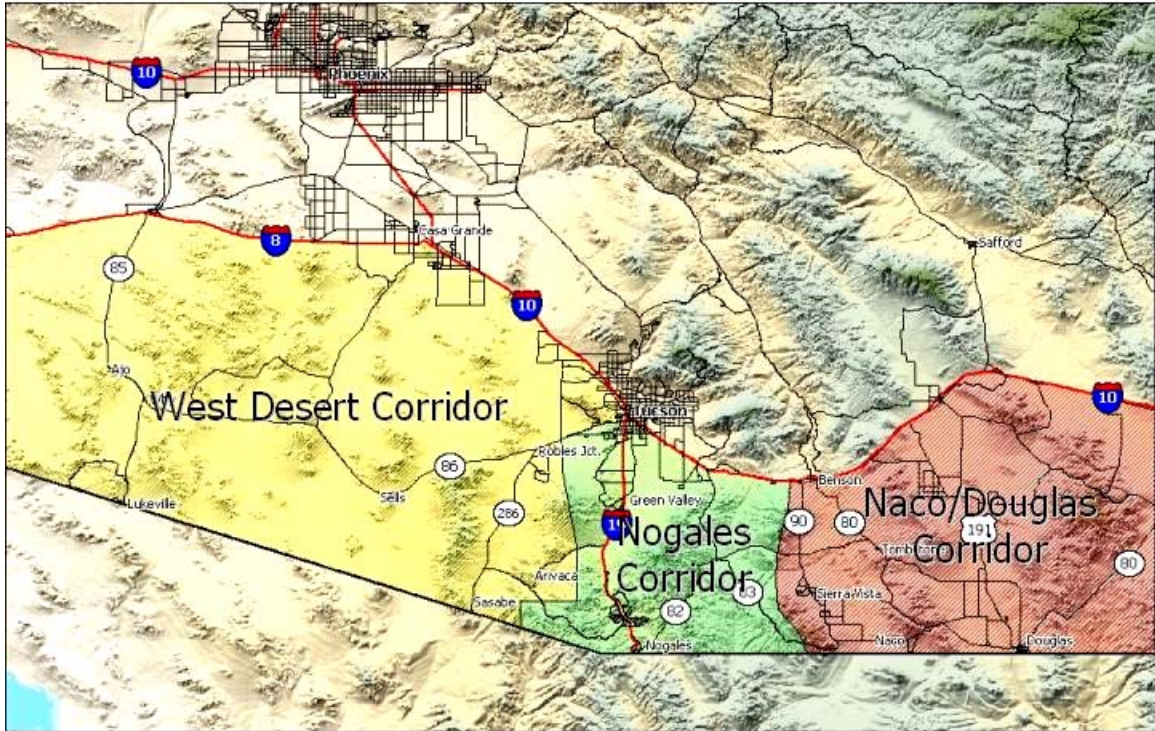 10
Phoenix
Casa Grande
8
Safford
85
10
Ajo
West Desert Corridor
Tucson
10
Robles Jct.
86
Benson
Lukeville
Sells
Green Valley
Naco/Douglas
286
Nogales
90
80
191
Tombstone
Corridor
Arivaca
Corridor
80
Sasabe
82
83
Sierra Vista
Nogales
Naco
Douglas